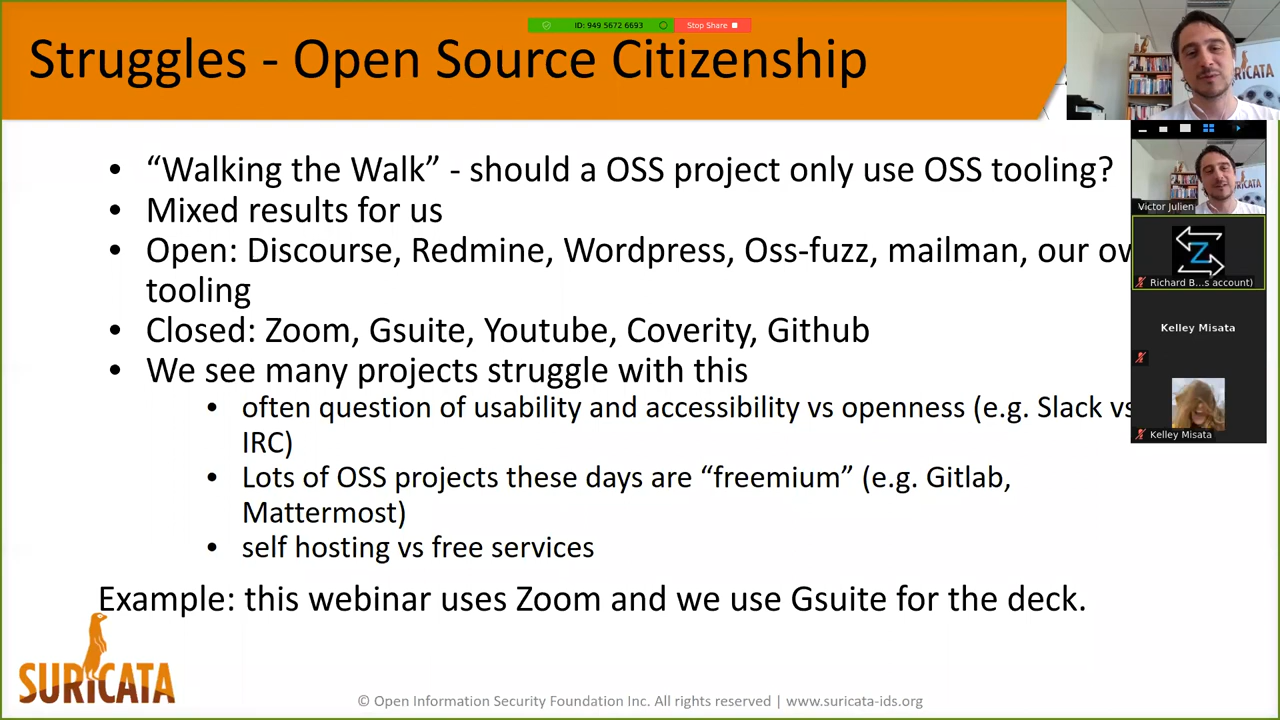 ID: 949 5672 6693
Stop Share
Struggles - Open Source Citizenship
RICATA
• “Walking the Walk” - should a OSS project only use OSS tooling?
• Mixed results for us
• Open: Discourse, Redmine, Wordpress, Oss-fuzz, mailman, our
tooling
• Closed: Zoom, Gsuite, Youtube, Coverity, Github
• We see many projects struggle with this
• often question of usability and accessibility vs openness (e.g. Slack vs
IRC)
• Lots of OSS projects these days are “freemium” (e.g. Gitlab,
Mattermost)
• self hosting vs free services
Example: this webinar uses Zoom and we use Gsuite for the deck.
RICATA
Victor Julien
Z
Richard B...s account)
Kelley Misata
Kelley Misata
SURICATA
© Open Information Security Foundation Inc. All rights reserved | www.suricata-ids.org